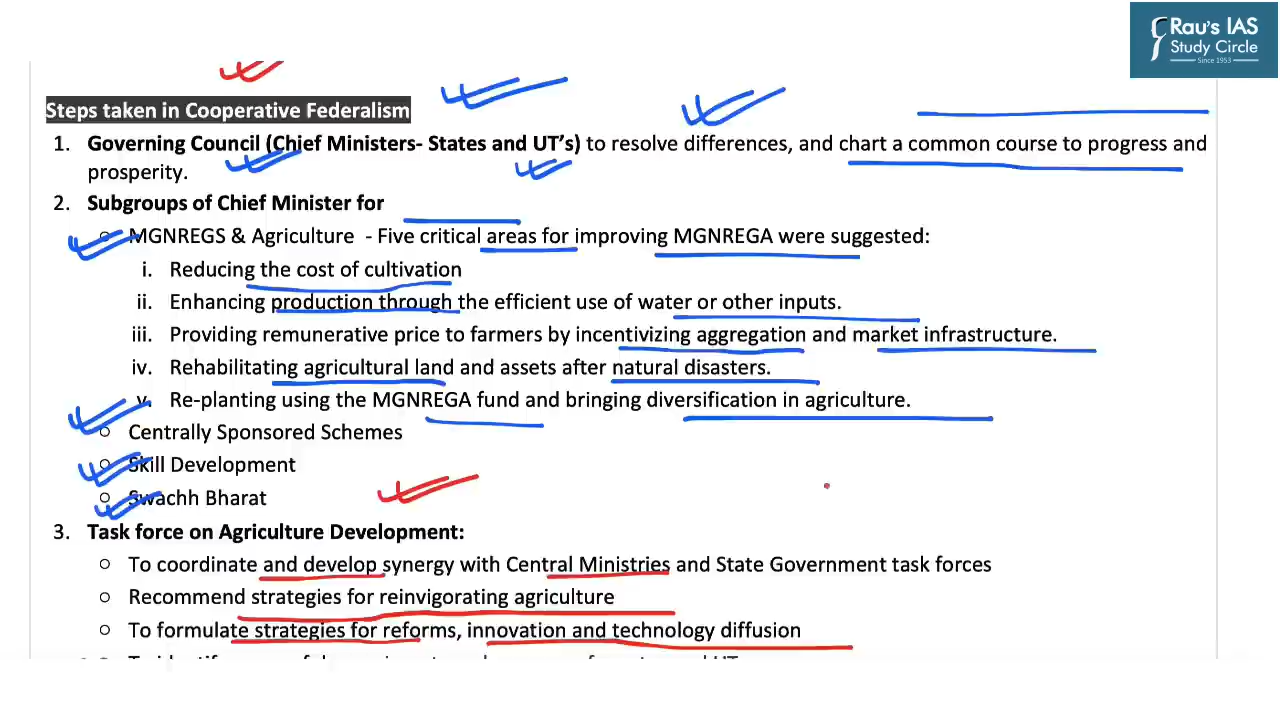 Rau's IAS
Study Circle
Since 1953
Steps taken in Cooperative Federalism
1. Governing Council (Chief Ministers- States and UT's) to resolve differences, and chart a common course to progress and
prosperity.
2. Subgroups of Chief Minister for
○ MGNREGS & Agriculture - Five critical areas for improving MGNREGA were suggested:
i. Reducing the cost of cultivation
ii. Enhancing production through the efficient use of water or other inputs.
iii. Providing remunerative price to farmers by incentivizing aggregation and market infrastructure.
iv. Rehabilitating agricultural land and assets after natural disasters.
v. Re-planting using the MGNREGA fund and bringing diversification in agriculture.
○ Centrally Sponsored Schemes
○ Skill Development
○ Swachh Bharat
3. Task force on Agriculture Development:
○ To coordinate and develop synergy with Central Ministries and State Government task forces
○ Recommend strategies for reinvigorating agriculture
○ To formulate strategies for reforms, innovation and technology diffusion